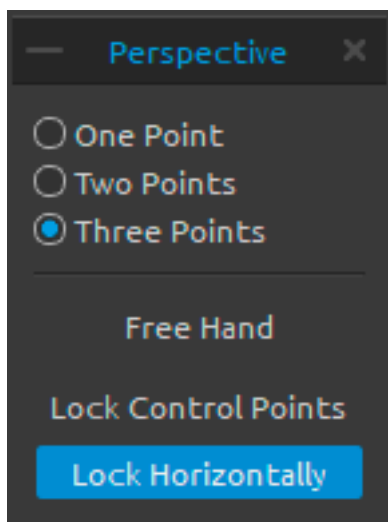 Perspective
One Point
Two Points
Three Points
Free Hand
Lock Control Points
Lock Horizontally